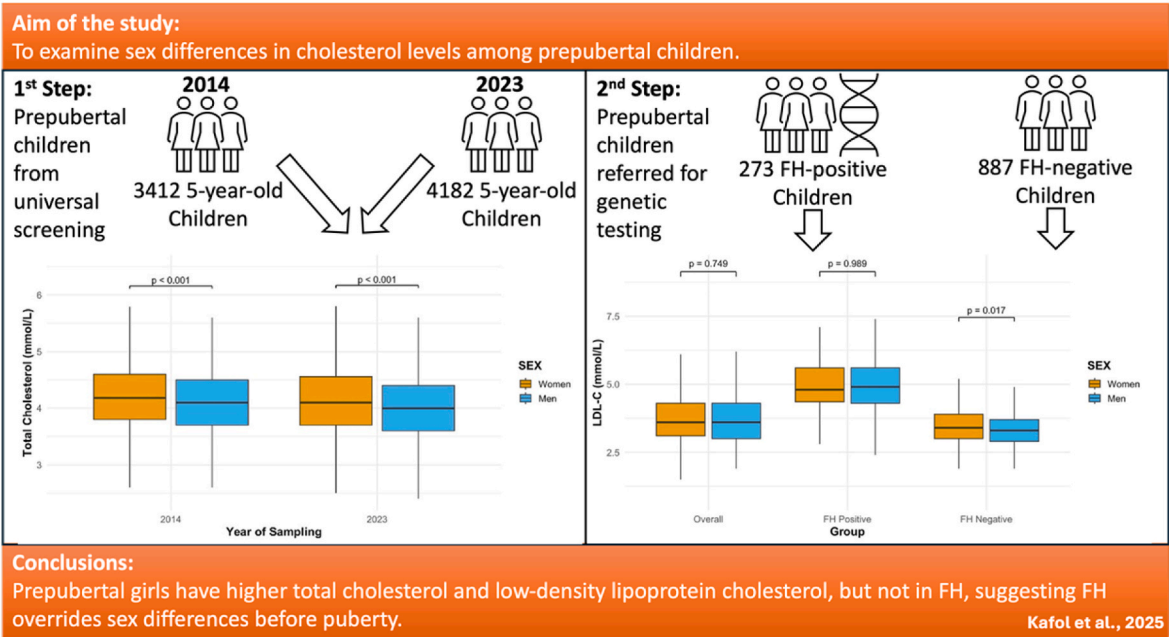 Aim of the study:
To examine sex differences in cholesterol levels among prepubertal children.
1st Step:
Prepubertal
children
from
universal
screening
2014
3412 5-year-old
Children
2023
4182 5-year-old
Children
p < 0.001
p < 0.001
Total Cholesterol (mmol/L)
6
5
4
3
2014
2023
Year of Sampling
SEX
Women
Men
2nd Step:
Prepubertal
children
referred for
genetic
testing
273 FH-positive
Children
887 FH-negative
Children
p = 0.749
p = 0.989
p = 0.017
LDL-C (mmol/L)
7.5
5.0
2.5
Overall
FH Positive
FH Negative
Group
SEX
Women
Men
Conclusions:
Prepubertal girls have higher total cholesterol and low-density lipoprotein cholesterol, but not in FH, suggesting FH
overrides sex differences before puberty.
Kafol et al., 2025